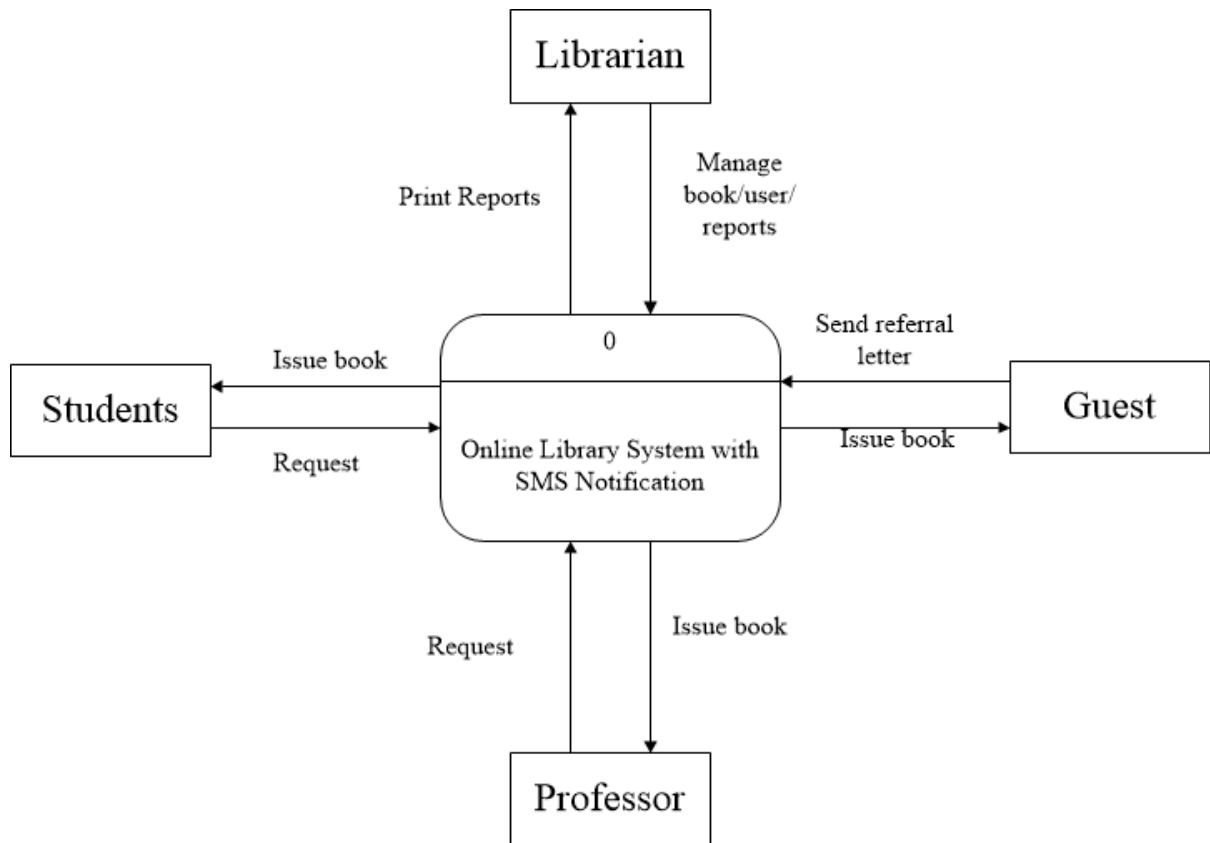 Librarian
Print Reports
Manage
book/user/
reports
0
Send referral
letter
Issue book
Students
Guest
Request
Online Library System with
SMS Notification
Issue book
Request
Issue book
Professor